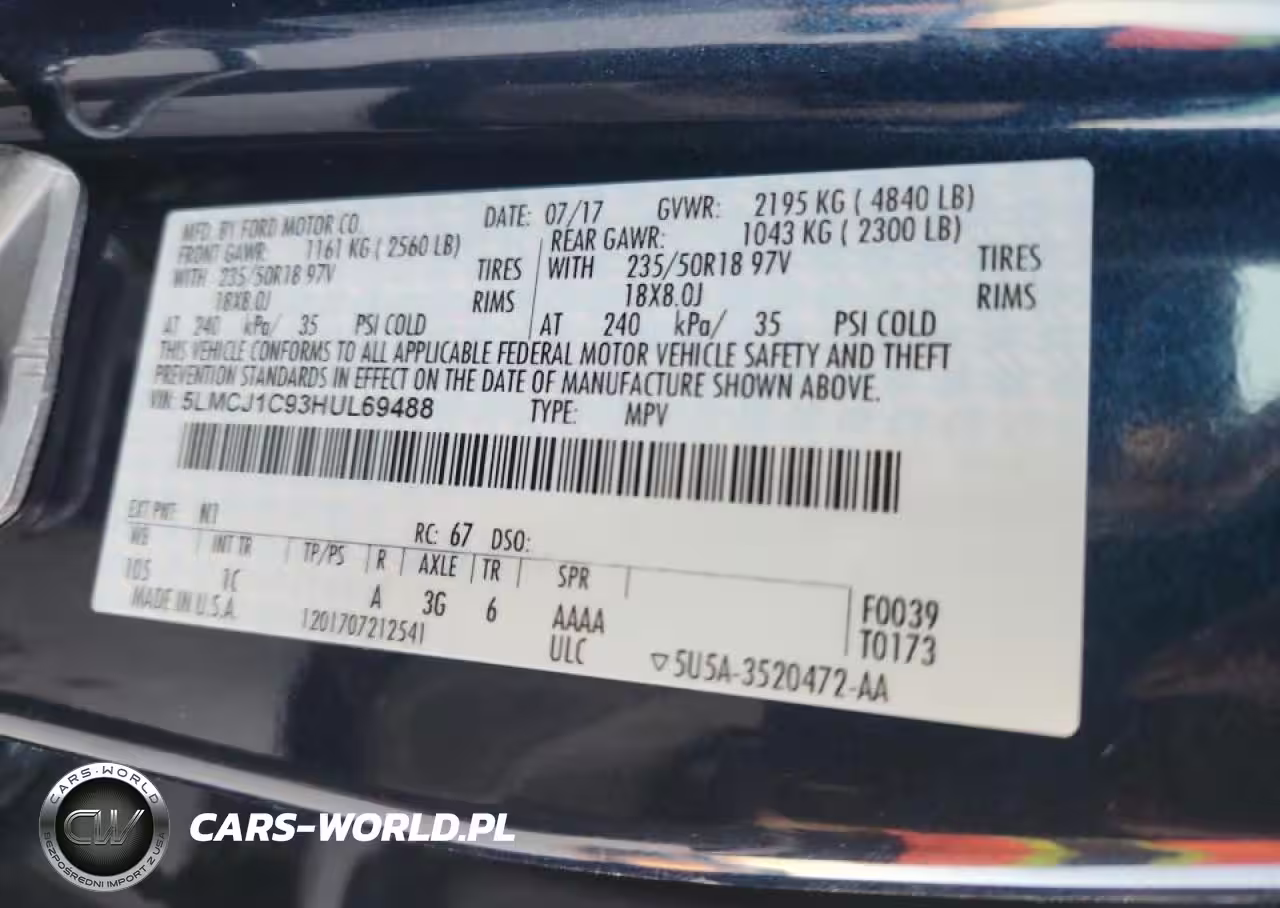 MFD. BY FORD MOTOR CO. DATE: 07/17 GVWR: 2195 KG ( 4840 LB)
FRONT GAWR: 1161 KG ( 2560 LB) REAR GAWR: 1043 KG ( 2300 LB)
WITH 235/50R18 97V TIRES WITH 235/50R18 97V TIRES
18X8.0J RIMS 18X8.0J RIMS
AT 240 kPa/ 35 PSI COLD AT 240 kPa/ 35 PSI COLD
THIS VEHICLE CONFORMS TO ALL APPLICABLE FEDERAL MOTOR VEHICLE SAFETY AND THEFT
PREVENTION STANDARDS IN EFFECT ON THE DATE OF MANUFACTURE SHOWN ABOVE.
VIN: 5LMCJ1C93HUL69488 TYPE: MPV
EXT PNT: N1 RC: 67 DSO:
WB INT TR TP/PS R AXLE TR SPR
105 1C A 3G 6 AAAA F0039
MADE IN U.S.A. 1201707212541 ULC T0173
▽5U5A-3520472-AA
CARS-WORLD
CW
BEZPOŚREDNI IMPORT Z USA
CARS-WORLD.PL